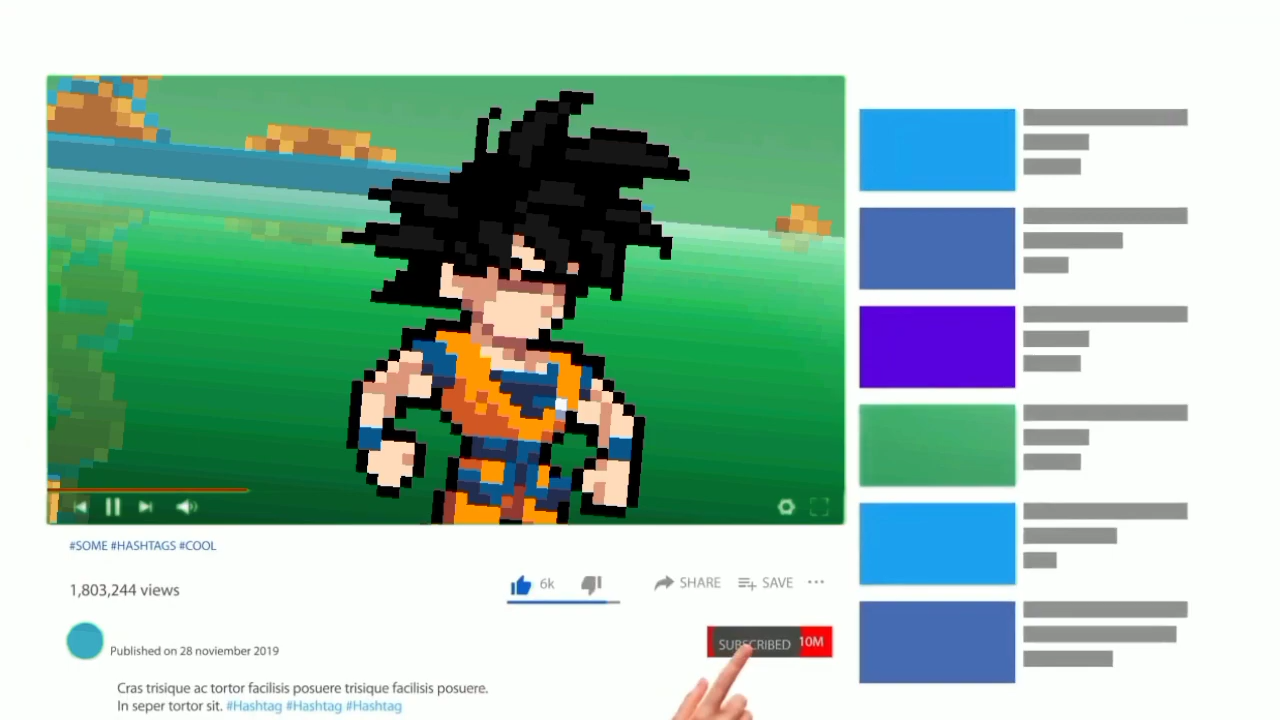 #SOME #HASHTAGS #COOL
1,803,244 views
6k
SHARE
SAVE
SUBSCRIBED 10M
Published on 28 noviember 2019
Cras trisique ac tortor facilisis posuere trisique facilisis posuere.
In seper tortor sit. #Hashtag #Hashtag #Hashtag